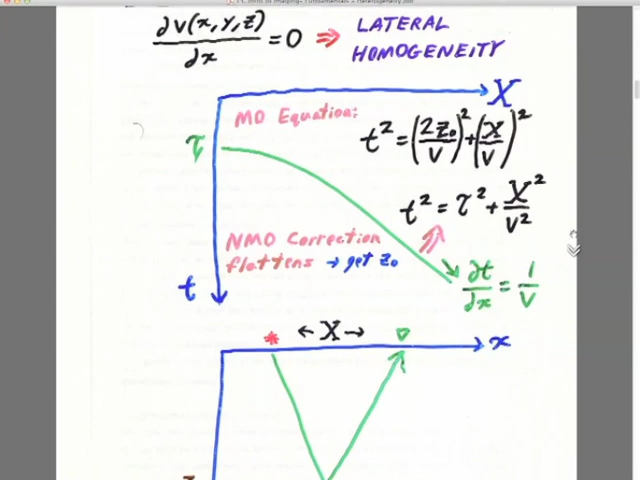 ∂v(x,y,z)/∂x = 0 ⇒ LATERAL
HOMOGENEITY
X
MO Equation:
τ
t² = (2z₀/V)² + (X/V)²
t² = τ² + X²/V²
NMO Correction
flattens → get z₀
t
∂t/∂x = 1/V
* ← X → ▽
x